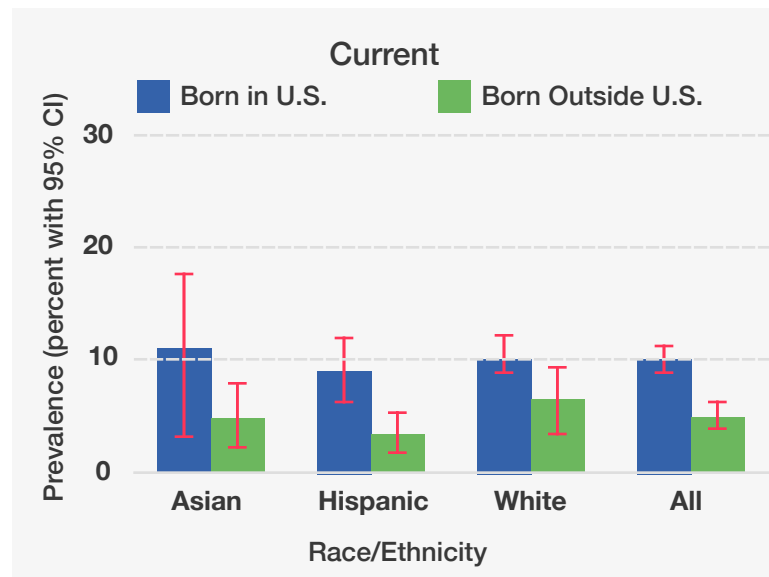 Current
Born in U.S.
Born Outside U.S.
Prevalence (percent with 95% CI)
30
20
10
0
Asian
Hispanic
White
All
Race/Ethnicity